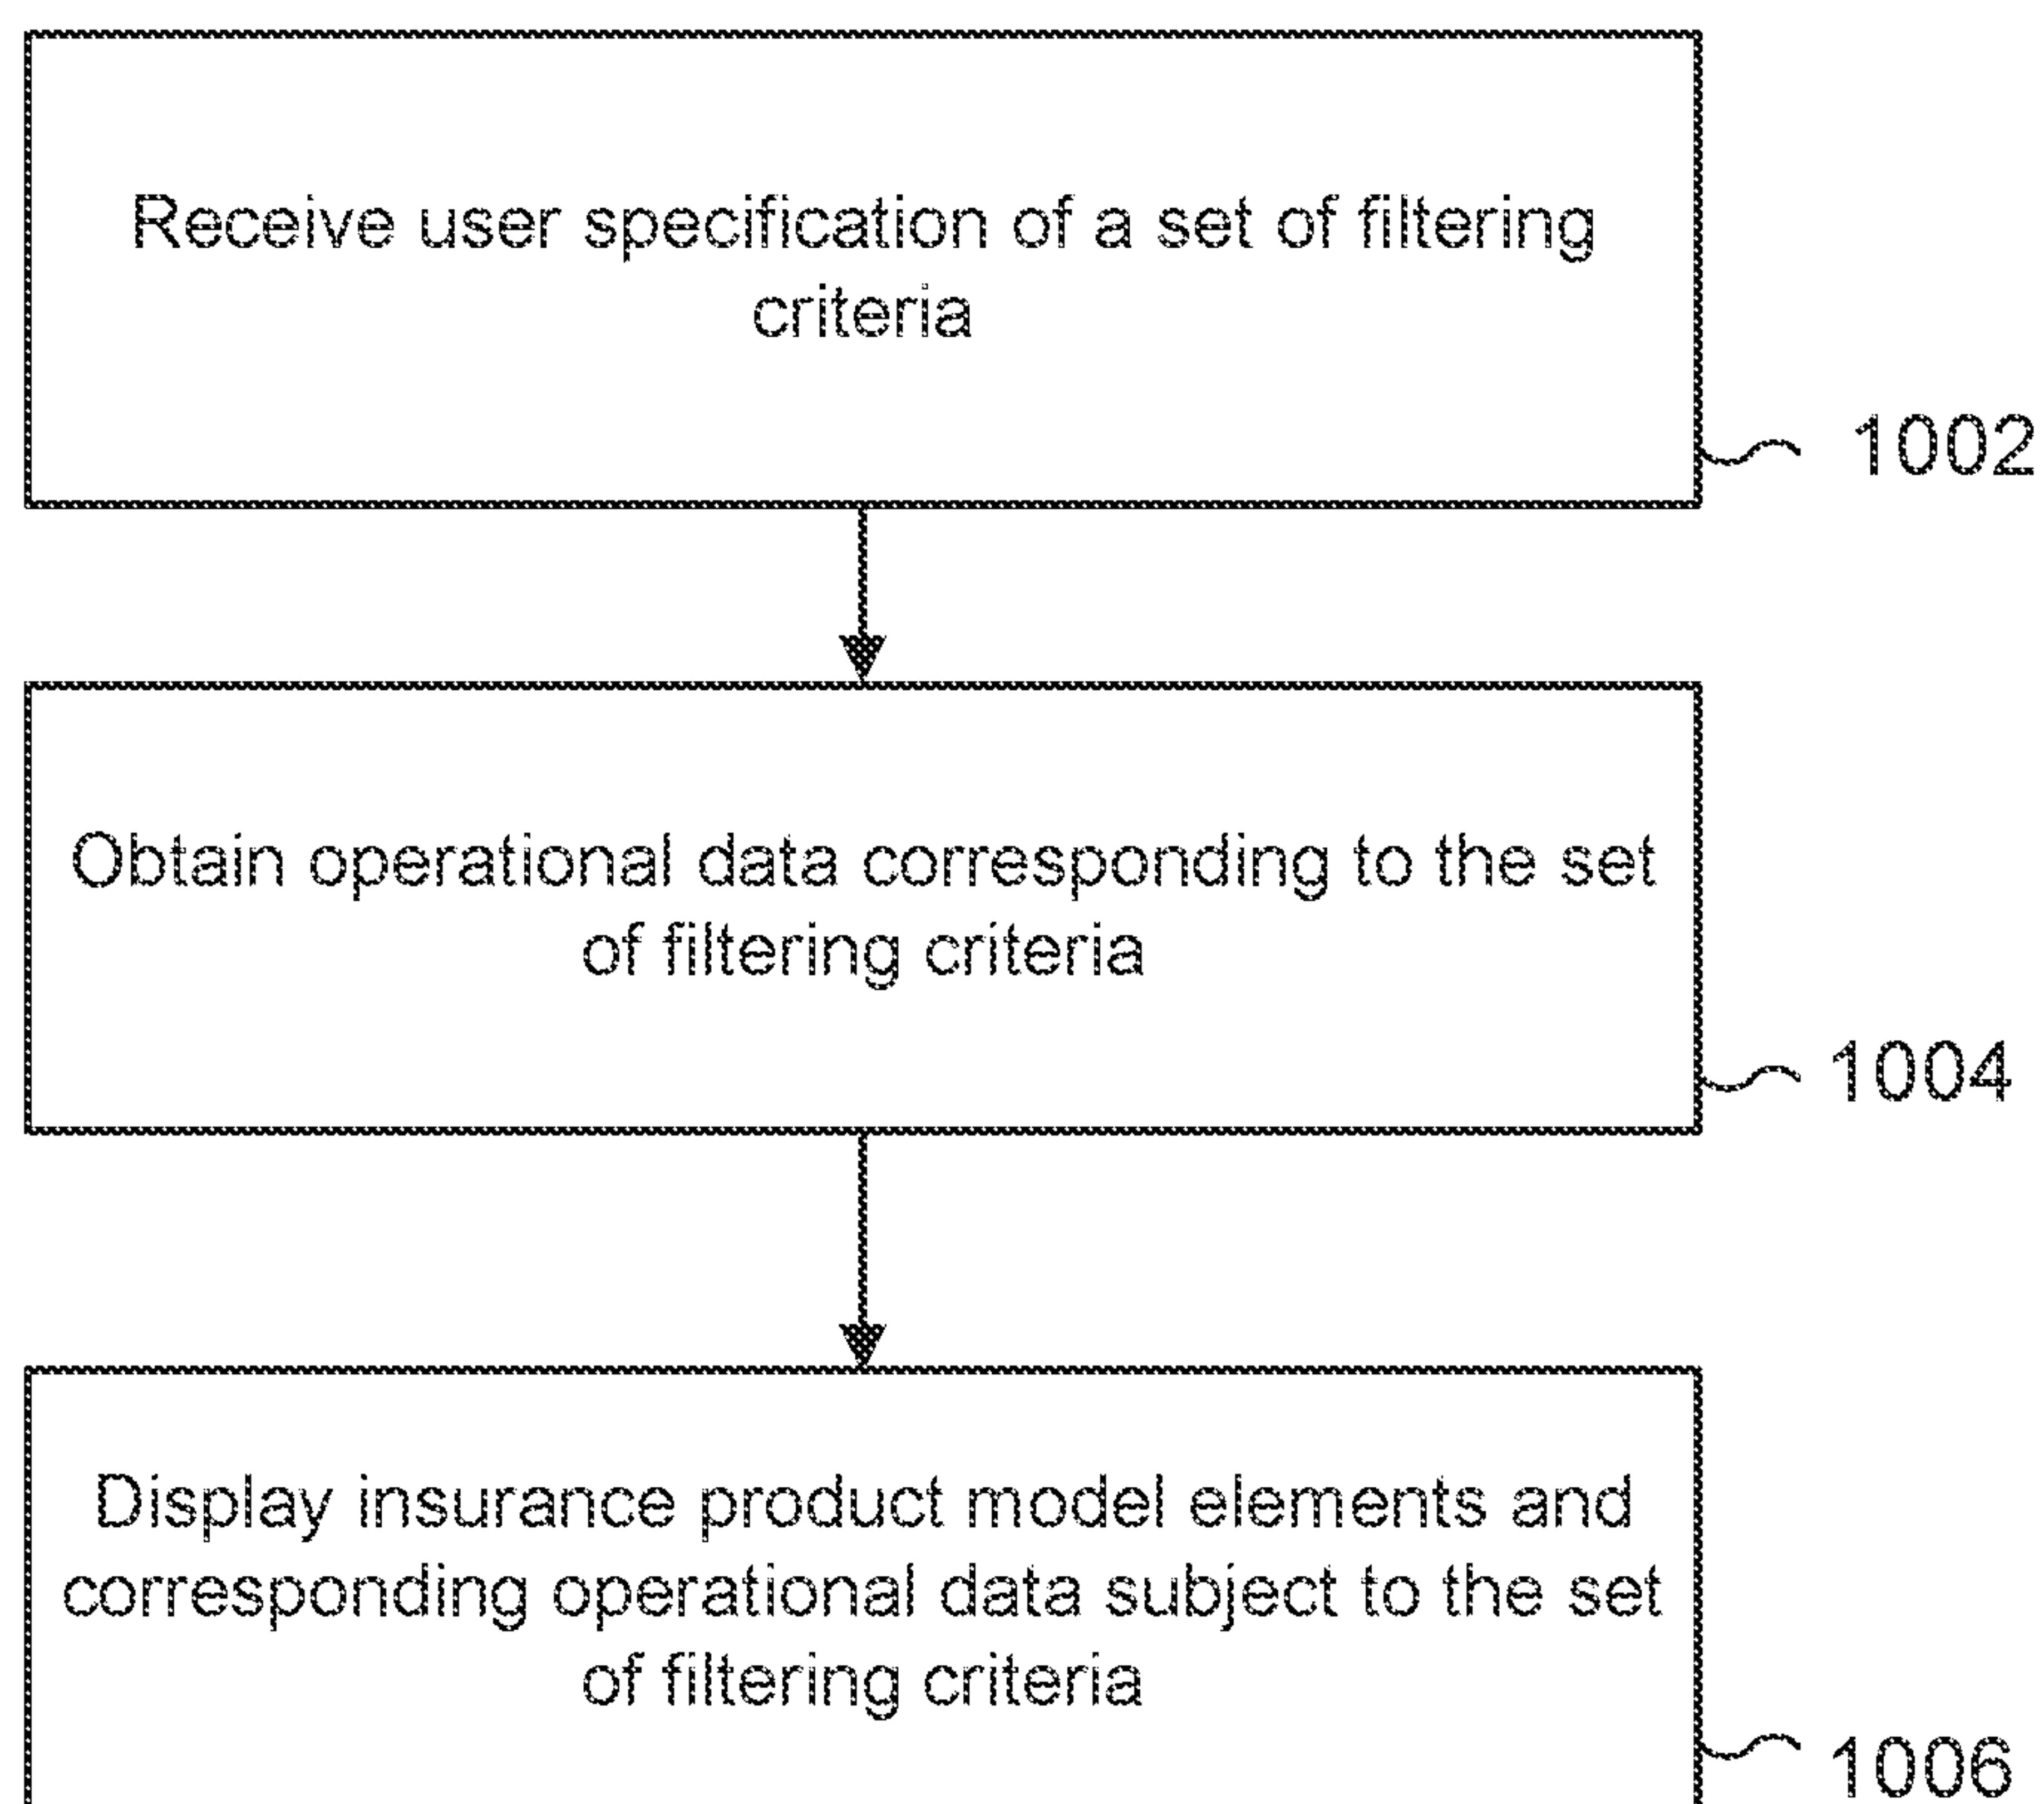 Receive user specification of a set of filtering
criteria
1002
Obtain operational data corresponding to the set
of filtering criteria
1004
Display insurance product model elements and
corresponding operational data subject to the set
of filtering criteria
1006